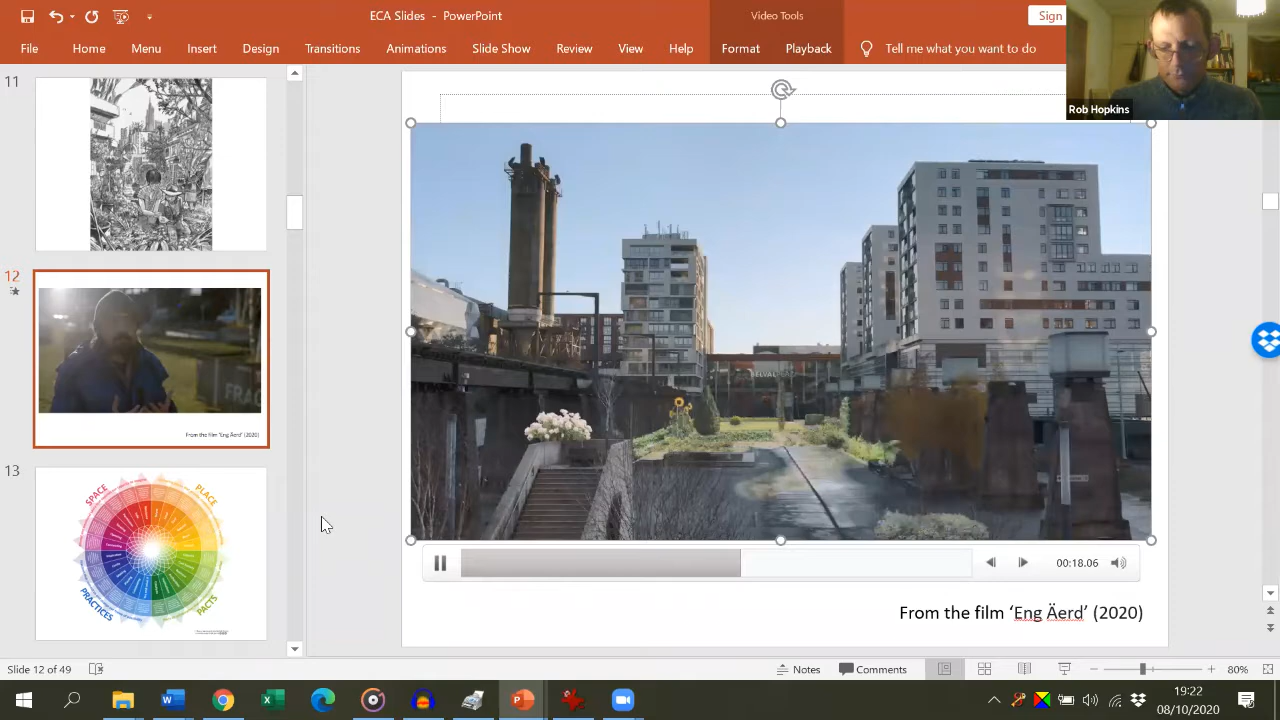 ECA Slides - PowerPoint
Video Tools
Sign
File Home Menu Insert Design Transitions Animations Slide Show Review View Help Format Playback Tell me what you want to do
Rob Hopkins
11
12
From the film 'Eng Äerd' (2020)
13
SPACE
PLACE
PRACTICES
PACTS
BELVAL PLAZA
00:18.06
From the film ‘Eng Äerd’ (2020)
Slide 12 of 49
Notes
Comments
80%
19:22
08/10/2020